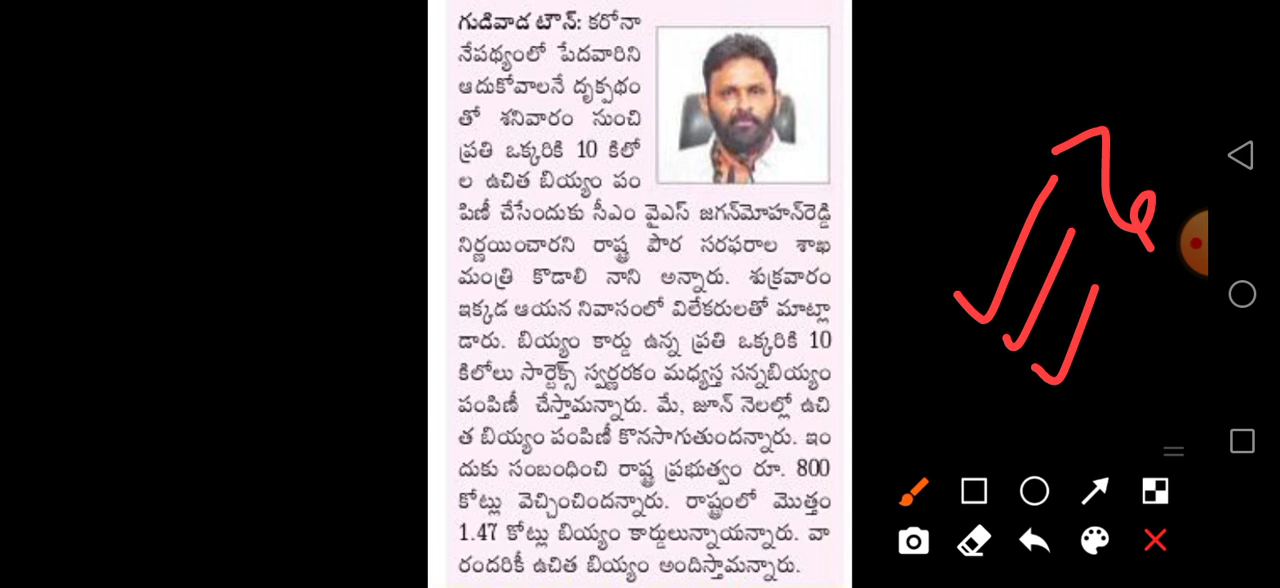 గుడివాడ టౌన్: కరోనా
నేపథ్యంలో పేదవారిని
ఆదుకోవాలనే దృక్పథం
తో శనివారం నుంచి
ప్రతి ఒక్కరికి 10 కిలో
ల ఉచిత బియ్యం పం
పిణీ చేసేందుకు సీఎం వైఎస్ జగన్‌మోహన్‌రెడ్డి
నిర్ణయించారని రాష్ట్ర పౌర సరఫరాల శాఖ
మంత్రి కొడాలి నాని అన్నారు. శుక్రవారం
ఇక్కడ ఆయన నివాసంలో విలేకరులతో మాట్లా
డారు. బియ్యం కార్డు ఉన్న ప్రతి ఒక్కరికి 10
కిలోలు సార్టెక్స్ స్వర్ణరకం మధ్యస్త సన్నబియ్యం
పంపిణీ చేస్తామన్నారు. మే, జూన్ నెలల్లో ఉచి
త బియ్యం పంపిణీ కొనసాగుతుందన్నారు. ఇం
దుకు సంబంధించి రాష్ట్ర ప్రభుత్వం రూ. 800
కోట్లు వెచ్చించిందన్నారు. రాష్ట్రంలో మొత్తం
1.47 కోట్లు బియ్యం కార్డులున్నాయన్నారు. వా
రందరికీ ఉచిత బియ్యం అందిస్తామన్నారు.